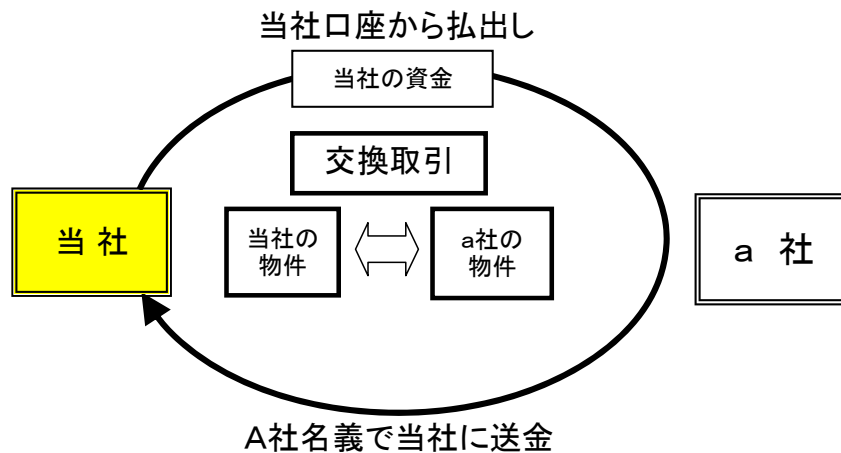 当社口座から払出し
当社の資金
交換取引
当 社
当社の
物件
a社の
物件
a 社
A社名義で当社に送金